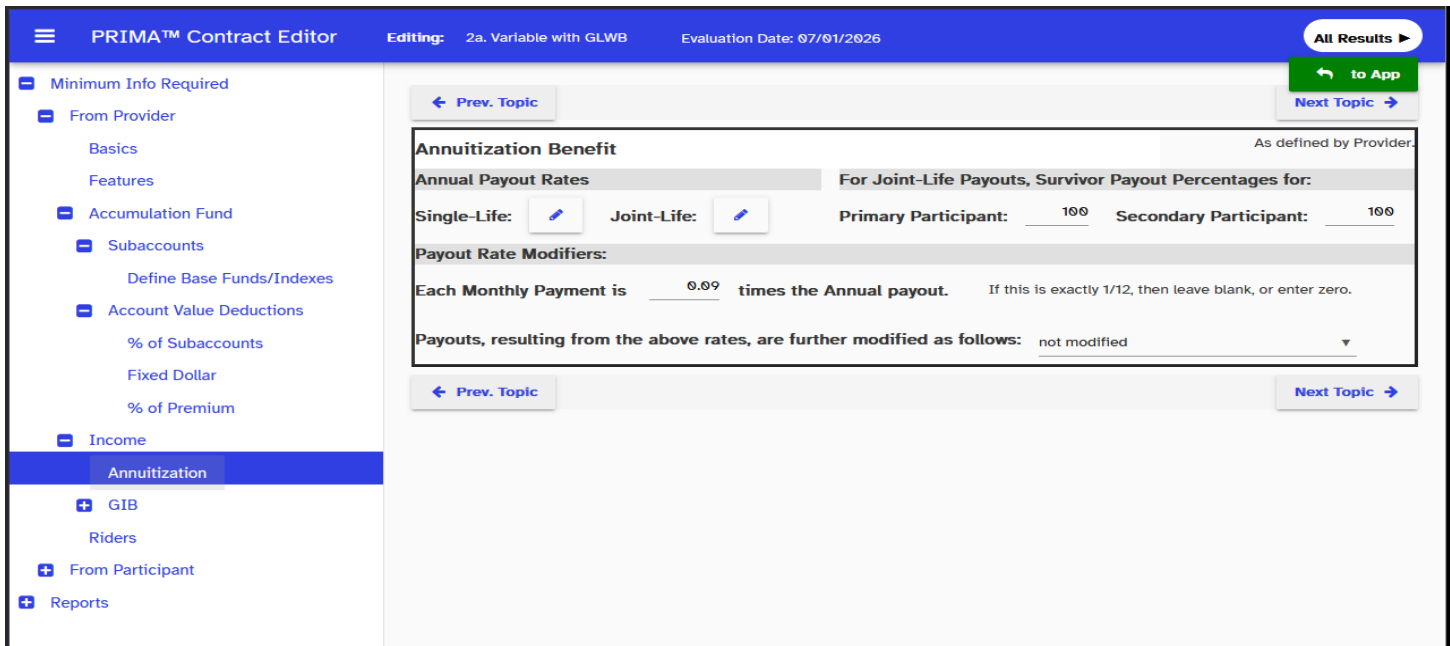 PRIMA™ Contract Editor Editing: 2a. Variable with GLWB Evaluation Date: 07/01/2026 All Results ►
to App
Minimum Info Required
From Provider
Basics
Features
Accumulation Fund
Subaccounts
Define Base Funds/Indexes
Account Value Deductions
% of Subaccounts
Fixed Dollar
% of Premium
Income
Annuitization
GIB
Riders
From Participant
Reports
← Prev. Topic Next Topic →
Annuitization Benefit As defined by Provider.
Annual Payout Rates For Joint-Life Payouts, Survivor Payout Percentages for:
Single-Life: Joint-Life: Primary Participant: 100 Secondary Participant: 100
Payout Rate Modifiers:
Each Monthly Payment is 0.09 times the Annual payout. If this is exactly 1/12, then leave blank, or enter zero.
Payouts, resulting from the above rates, are further modified as follows: not modified ▼
← Prev. Topic Next Topic →